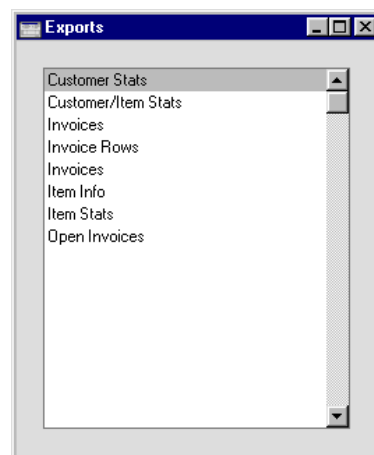 Exports
Customer Stats
Customer/Item Stats
Invoices
Invoice Rows
Invoices
Item Info
Item Stats
Open Invoices